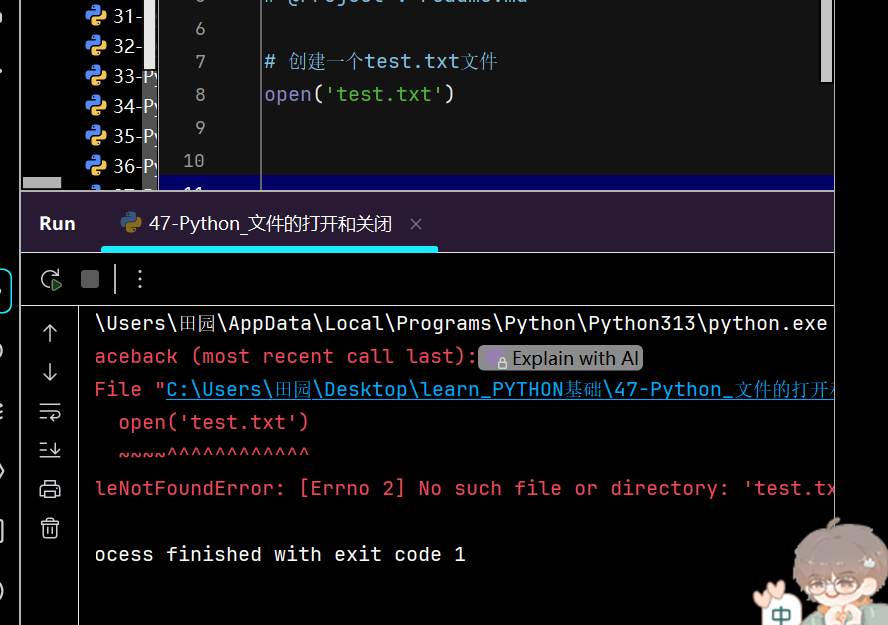 31-
# 创建一个test.txt文件
open('test.txt')
32-
33-Py
34-Py
35-Py
36-Py
6
7
8
9
10
11
Run
47-Python_文件的打开和关闭
\Users\田园\AppData\Local\Programs\Python\Python313\python.exe
aceback (most recent call last):
Explain with AI
File "C:\Users\田园\Desktop\learn_PYTHON基础\47-Python_文件的打开和
open('test.txt')
~~~~^^^^^^^^^^^^
leNotFoundError: [Errno 2] No such file or directory: 'test.tx
ocess finished with exit code 1
中